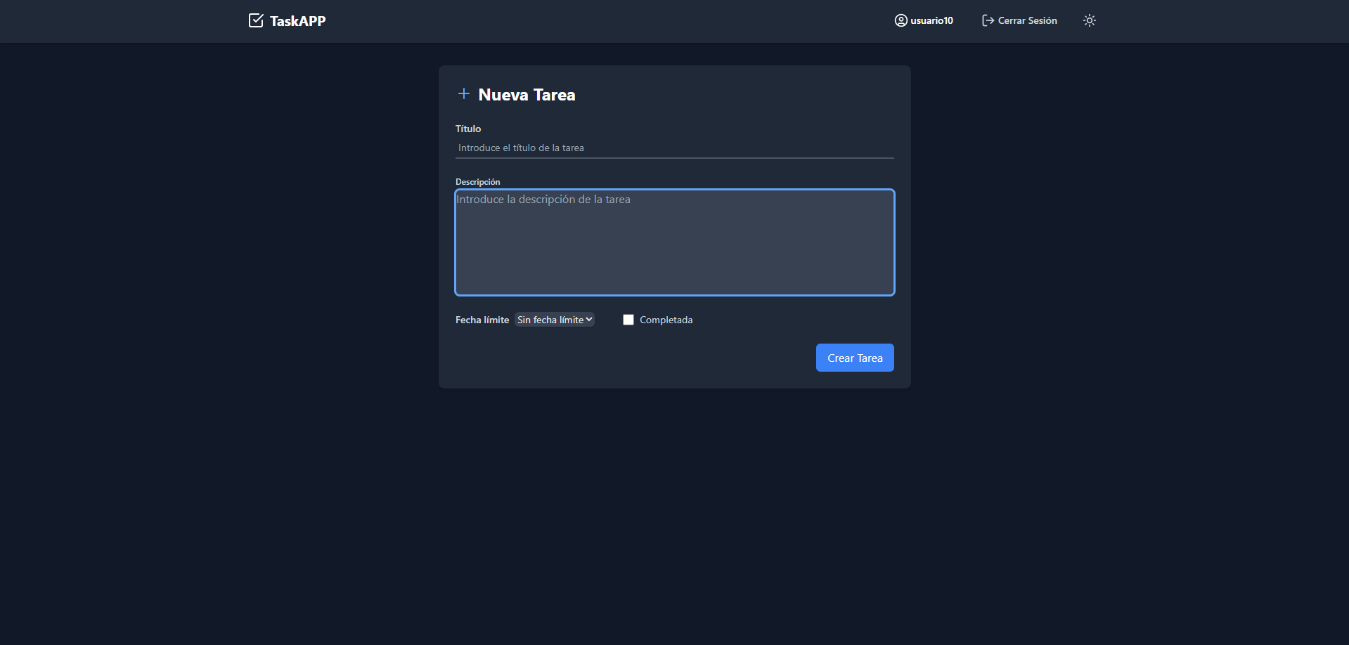 TaskAPP
usuario10
Cerrar Sesión
Nueva Tarea
Título
Introduce el título de la tarea
Descripción
Introduce la descripción de la tarea
Fecha límite Sin fecha límite Completada
Crear Tarea